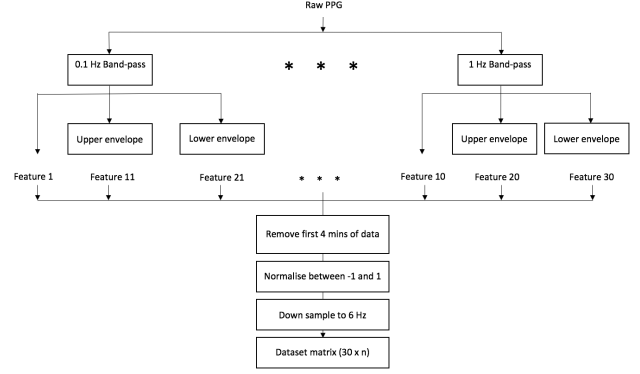 Raw PPG
0.1 Hz Band-pass
* * *
1 Hz Band-pass
Upper envelope
Lower envelope
Upper envelope
Lower envelope
Feature 1
Feature 11
Feature 21
* * *
Feature 10
Feature 20
Feature 30
Remove first 4 mins of data
Normalise between -1 and 1
Down sample to 6 Hz
Dataset matrix (30 x n)